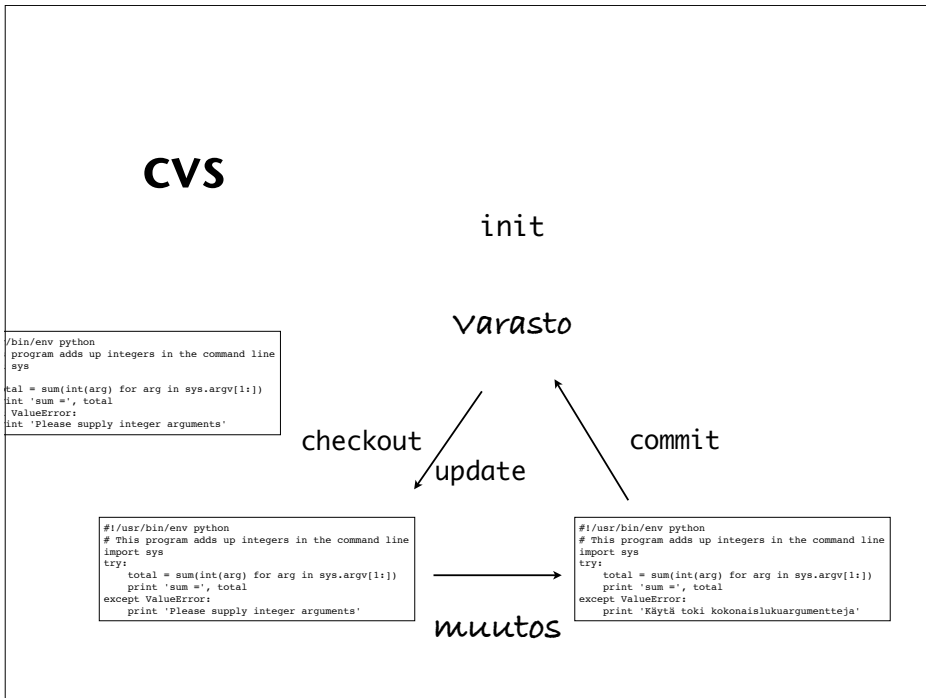 CVS
init
varasto
/bin/env python
program adds up integers in the command line
sys
tal = sum(int(arg) for arg in sys.argv[1:])
int 'sum =', total
ValueError:
int 'Please supply integer arguments'
checkout
update
commit
#!/usr/bin/env python
# This program adds up integers in the command line
import sys
try:
    total = sum(int(arg) for arg in sys.argv[1:])
    print 'sum =', total
except ValueError:
    print 'Please supply integer arguments'
muutos
#!/usr/bin/env python
# This program adds up integers in the command line
import sys
try:
    total = sum(int(arg) for arg in sys.argv[1:])
    print 'sum =', total
except ValueError:
    print 'Käytä toki kokonaislukuargumentteja'